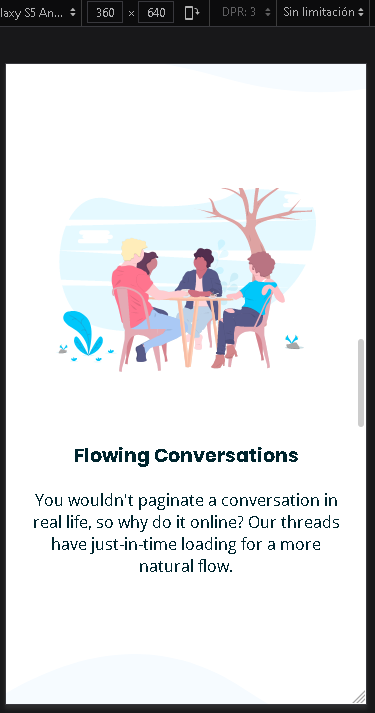 laxy S5 An...
360 × 640
DPR: 3
Sin limitación
Flowing Conversations
You wouldn't paginate a conversation in
real life, so why do it online? Our threads
have just-in-time loading for a more
natural flow.